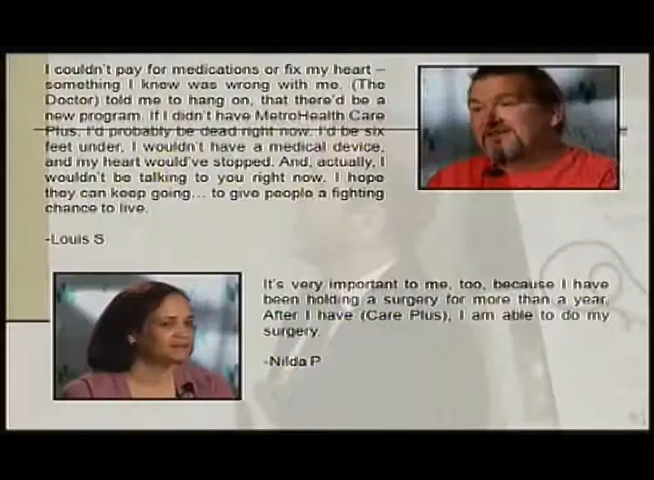 I couldn't pay for medications or fix my heart –
something I knew was wrong with me. (The
Doctor) told me to hang on, that there'd be a
new program. If I didn't have MetroHealth Care
Plus, I'd probably be dead right now. I'd be six
feet under, I wouldn't have a medical device,
and my heart would've stopped. And, actually, I
wouldn't be talking to you right now. I hope
they can keep going... to give people a fighting
chance to live.
-Louis S
It's very important to me, too, because I have
been holding a surgery for more than a year.
After I have (Care Plus), I am able to do my
surgery.
-Nilda P